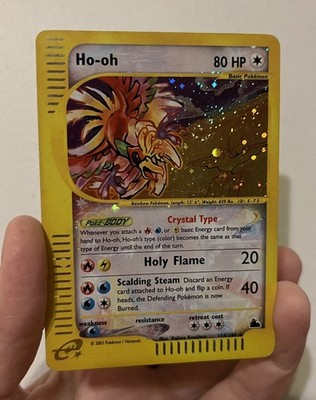 Ho-oh 80 HP
Basic Pokémon
Rainbow Pokémon, Length: 12' 6", Weight: 439 lbs.
Poké-BODY Crystal Type
Whenever you attach a , , or basic Energy card from your
hand to Ho-oh, Ho-oh's type (color) becomes the same as that
type of Energy until the end of turn.
Holy Flame 20
Scalding Steam Discard an Energy
card attached to Ho-oh and flip a coin. If
heads, the Defending Pokémon is now
Burned.
40
weakness resistance retreat cost